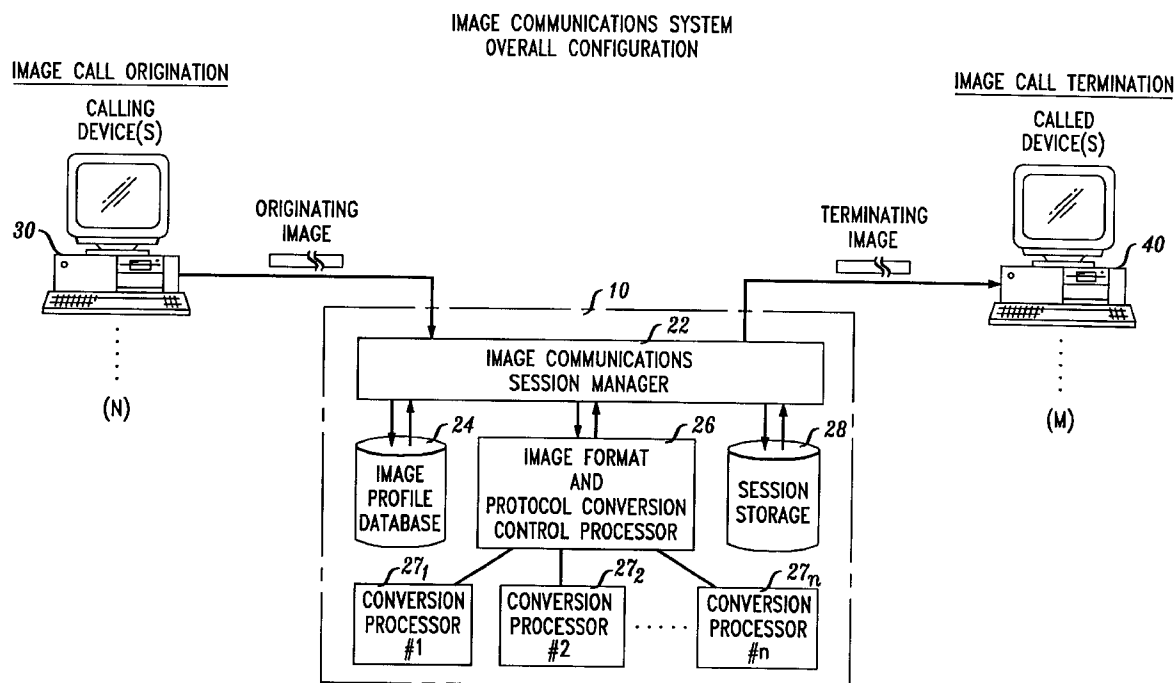 IMAGE COMMUNICATIONS SYSTEM
OVERALL CONFIGURATION
IMAGE CALL ORIGINATION
IMAGE CALL TERMINATION
CALLING
DEVICE(S)
CALLED
DEVICE(S)
30
ORIGINATING
IMAGE
TERMINATING
IMAGE
40
10
22
IMAGE COMMUNICATIONS
SESSION MANAGER
(N)
(M)
24
IMAGE
PROFILE
DATABASE
26
IMAGE FORMAT
AND
PROTOCOL CONVERSION
CONTROL PROCESSOR
28
SESSION
STORAGE
27₁
CONVERSION
PROCESSOR
#1
27₂
CONVERSION
PROCESSOR
#2
27ₙ
CONVERSION
PROCESSOR
#n